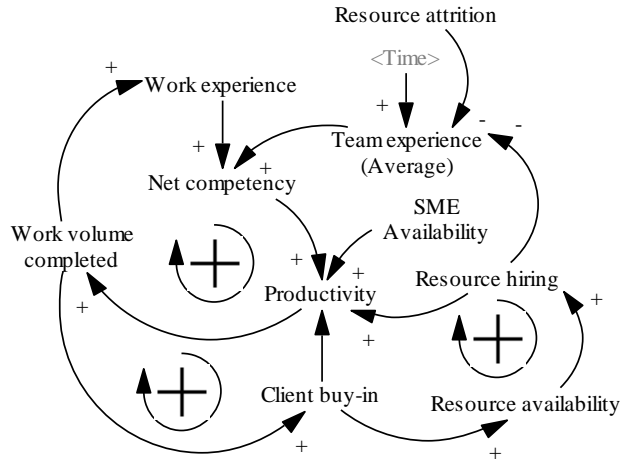 Resource attrition
<Time>
+
Work experience
+
-
-
+
Team experience
(Average)
+
Net competency
SME
Availability
Work volume
completed
+
+
+
Resource hiring
+
Productivity
+
+
+
+
+
Client buy-in
Resource availability
+
+